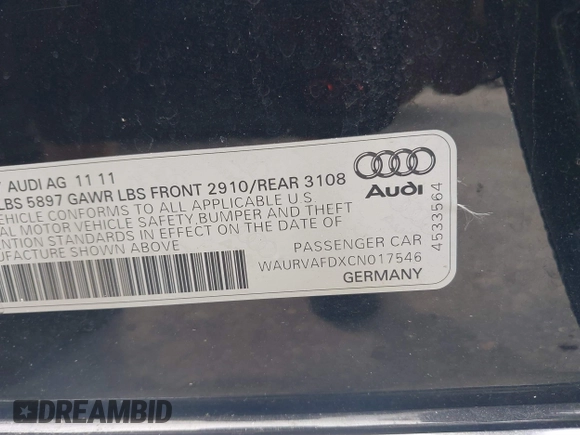 AUDI AG 11 11
LBS 5897 GAWR LBS FRONT 2910/REAR 3108
VEHICLE CONFORMS TO ALL APPLICABLE U S
AL MOTOR VEHICLE SAFETY, BUMPER AND THEFT
ENTION STANDARDS IN EFFECT ON THE DATE OF
UFACTURE SHOWN ABOVE
Audi
4533564
PASSENGER CAR
WAURVAFDXCN017546
GERMANY
DREAMBID